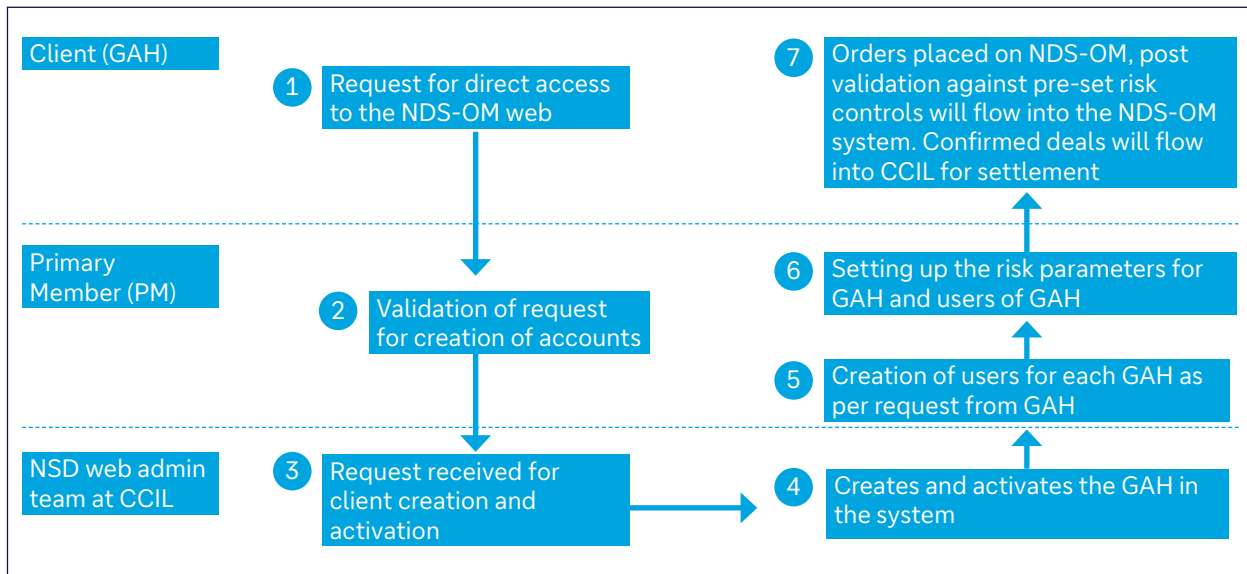 Client (GAH)
1
Request for direct access
to the NDS-OM web
7
Orders placed on NDS-OM, post
validation against pre-set risk
controls will flow into the NDS-OM
system. Confirmed deals will flow
into CCIL for settlement
Primary
Member (PM)
2
Validation of request
for creation of accounts
6
Setting up the risk parameters for
GAH and users of GAH
5
Creation of users for each GAH as
per request from GAH
NSD web admin
team at CCIL
3
Request received for
client creation and
activation
4
Creates and activates the GAH in
the system